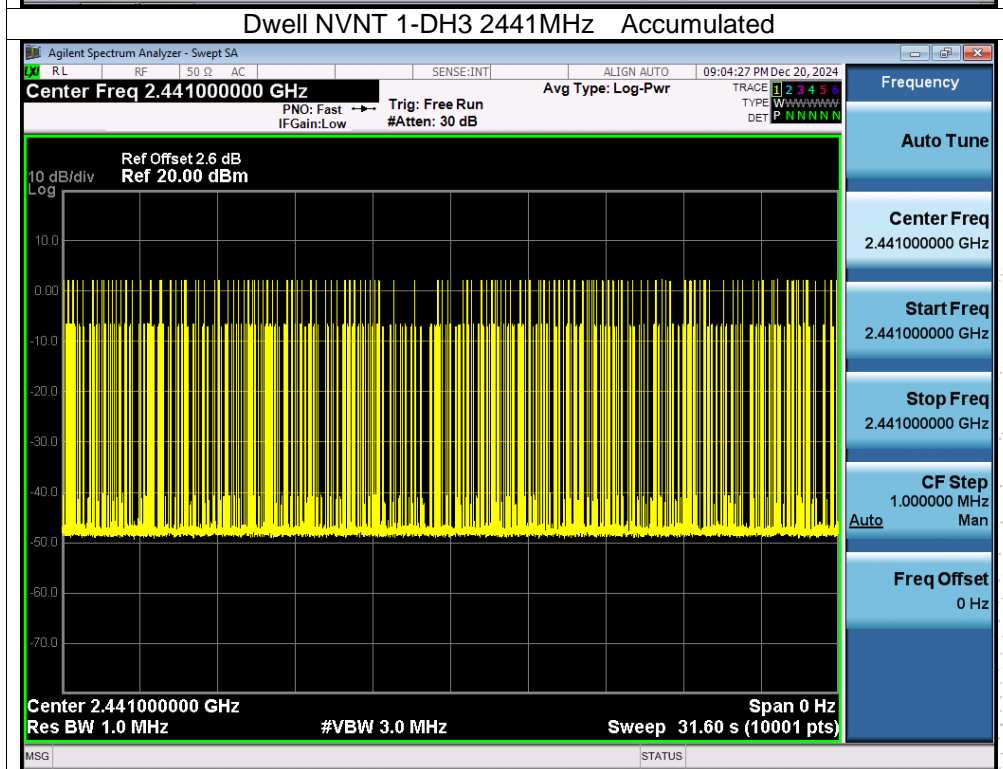 Dwell NVNT 1-DH3 2441MHz Accumulated
Agilent Spectrum Analyzer - Swept SA
LXI RL RF 50 Ω AC SENSE:INT ALIGN AUTO 09:04:27 PM Dec 20, 2024
Center Freq 2.441000000 GHz
PNO: Fast
IFGain:Low
Trig: Free Run
#Atten: 30 dB
Avg Type: Log-Pwr
TRACE 1 2 3 4 5 6
TYPE WWWWWWW
DET P N N N N N
Ref Offset 2.6 dB
10 dB/div Ref 20.00 dBm
Log
10.0
0.00
-10.0
-20.0
-30.0
-40.0
-50.0
-60.0
-70.0
Center 2.441000000 GHz Span 0 Hz
Res BW 1.0 MHz #VBW 3.0 MHz Sweep 31.60 s (10001 pts)
MSG STATUS
Frequency
Auto Tune
Center Freq
2.441000000 GHz
Start Freq
2.441000000 GHz
Stop Freq
2.441000000 GHz
CF Step
1.000000 MHz
Auto Man
Freq Offset
0 Hz